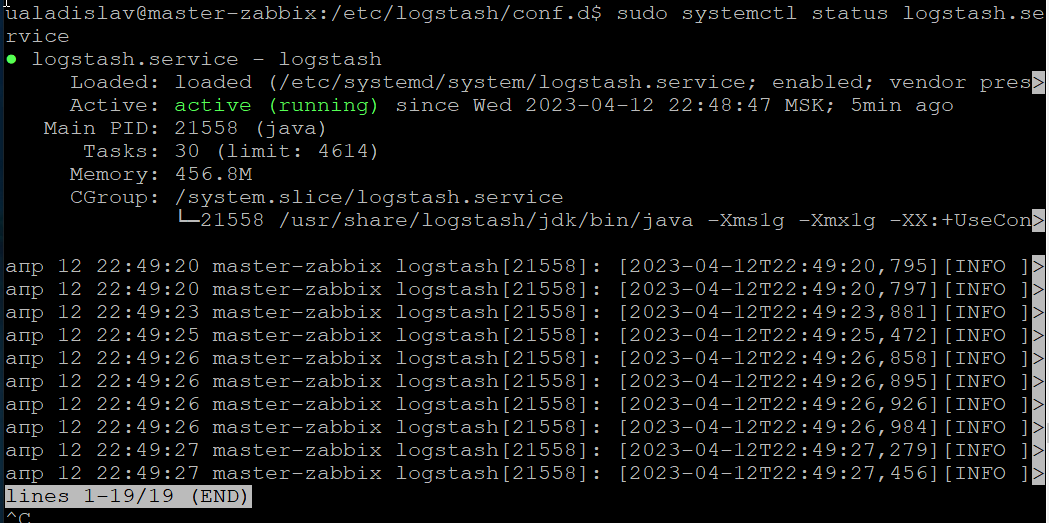 ualadislav@master-zabbix:/etc/logstash/conf.d$ sudo systemctl status logstash.se
rvice
● logstash.service - logstash
Loaded: loaded (/etc/systemd/system/logstash.service; enabled; vendor pres>
Active: active (running) since Wed 2023-04-12 22:48:47 MSK; 5min ago
Main PID: 21558 (java)
Tasks: 30 (limit: 4614)
Memory: 456.8M
CGroup: /system.slice/logstash.service
└─21558 /usr/share/logstash/jdk/bin/java -Xms1g -Xmx1g -XX:+UseCon>
апр 12 22:49:20 master-zabbix logstash[21558]: [2023-04-12T22:49:20,795][INFO ]>
апр 12 22:49:20 master-zabbix logstash[21558]: [2023-04-12T22:49:20,797][INFO ]>
апр 12 22:49:23 master-zabbix logstash[21558]: [2023-04-12T22:49:23,881][INFO ]>
апр 12 22:49:25 master-zabbix logstash[21558]: [2023-04-12T22:49:25,472][INFO ]>
апр 12 22:49:26 master-zabbix logstash[21558]: [2023-04-12T22:49:26,858][INFO ]>
апр 12 22:49:26 master-zabbix logstash[21558]: [2023-04-12T22:49:26,895][INFO ]>
апр 12 22:49:26 master-zabbix logstash[21558]: [2023-04-12T22:49:26,926][INFO ]>
апр 12 22:49:26 master-zabbix logstash[21558]: [2023-04-12T22:49:26,984][INFO ]>
апр 12 22:49:27 master-zabbix logstash[21558]: [2023-04-12T22:49:27,279][INFO ]>
апр 12 22:49:27 master-zabbix logstash[21558]: [2023-04-12T22:49:27,456][INFO ]>
lines 1-19/19 (END)
^C